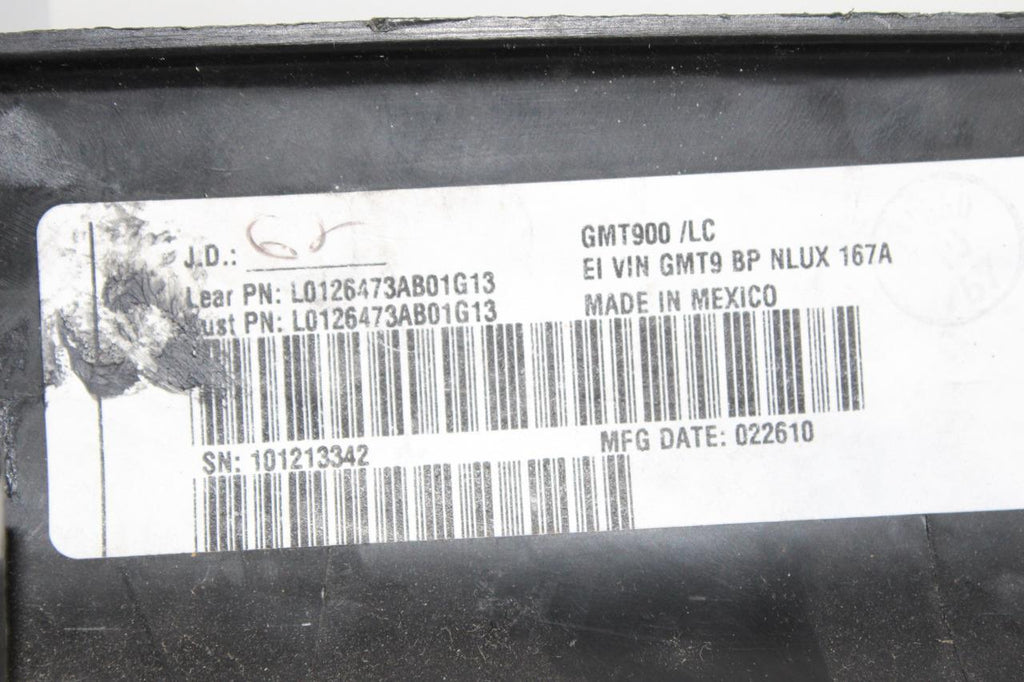 J.D.:
GMT900 /LC
EI VIN GMT9 BP NLUX 167A
Lear PN: L0126473AB01G13
MADE IN MEXICO
Cust PN: L0126473AB01G13
SN: 101213342
MFG DATE: 022610